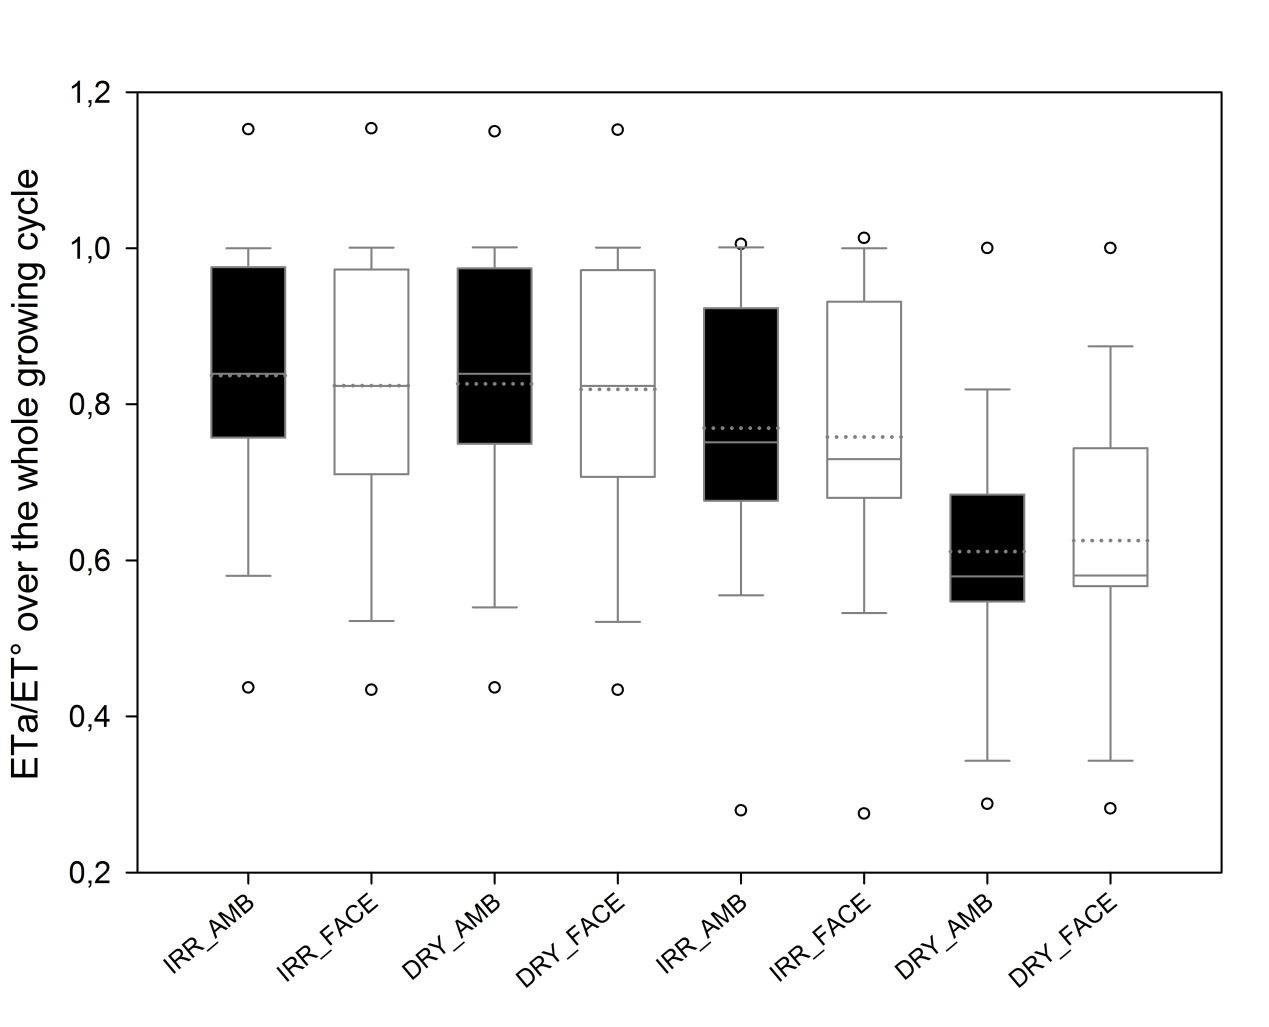 ETa/ET° over the whole growing cycle
1,2
1,0
0,8
0,6
0,4
0,2
IRR_AMB
IRR_FACE
DRY_AMB
DRY_FACE
IRR_AMB
IRR_FACE
DRY_AMB
DRY_FACE